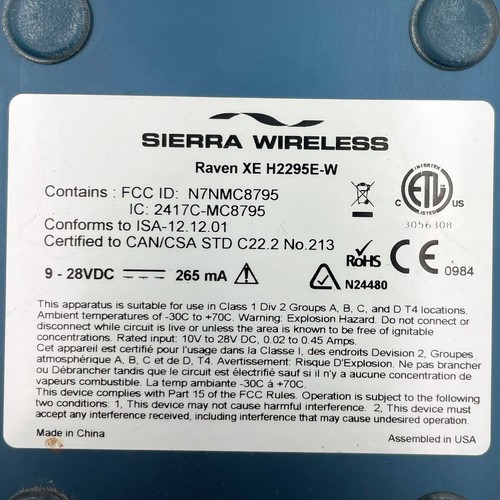 SIERRA WIRELESS
Raven XE H2295E-W
Contains : FCC ID: N7NMC8795
IC: 2417C-MC8795
Conforms to ISA-12.12.01
Certified to CAN/CSA STD C22.2 No.213
INTERTEK
C ETL US
LISTED
3056308
RoHS CE 0984
9 - 28VDC 265 mA N24480
This apparatus is suitable for use in Class 1 Div 2 Groups A, B, C, and D T4 locations.
Ambient temperatures of -30C to +70C. Warning: Explosion Hazard. Do not connect or
disconnect while circuit is live or unless the area is known to be free of ignitable
concentrations. Rated input: 10V to 28V DC, 0.02 to 0.45 Amps.
Cet appareil est certifié pour l'usage dans la Classe I, des endroits Devision 2, Groupes
atmosphérique A, B, C et de D, T4. Avertissement: Risque D'Explosion. Ne pas brancher
ou Débrancher tandis que le circuit est électrifié sauf si il n'y a aucune concentration de
vapeurs combustibles. La temp ambiante -30C à +70C.
This device complies with Part 15 of the FCC Rules. Operation is subject to the following
two conditions: 1, This device may not cause harmful interference. 2, This device must
accept any interference received, including interference that may cause undesired operation.
Made in China
Assembled in USA